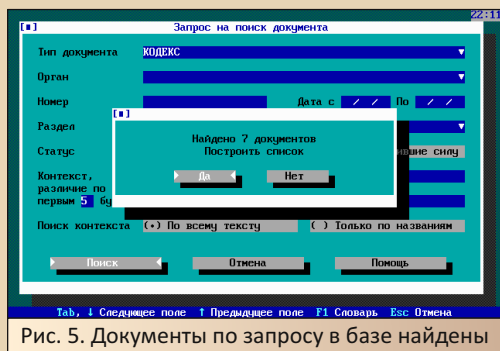 22:11
[■] Запрос на поиск документа
Тип документа КОДЕКС
Орган
Номер Дата с / / По / /
[■]
Раздел
Найдено 7 документов
Статус Построить список шие силу
Контекст, Да Нет
различие по
первым 5 бу
Поиск контекста (•) По всему тексту ( ) Только по названиям
Поиск Отмена Помощь
Tab, ↓ Следующее поле ↑ Предыдущее поле F1 Словарь Esc Отмена
Рис. 5. Документы по запросу в базе найдены